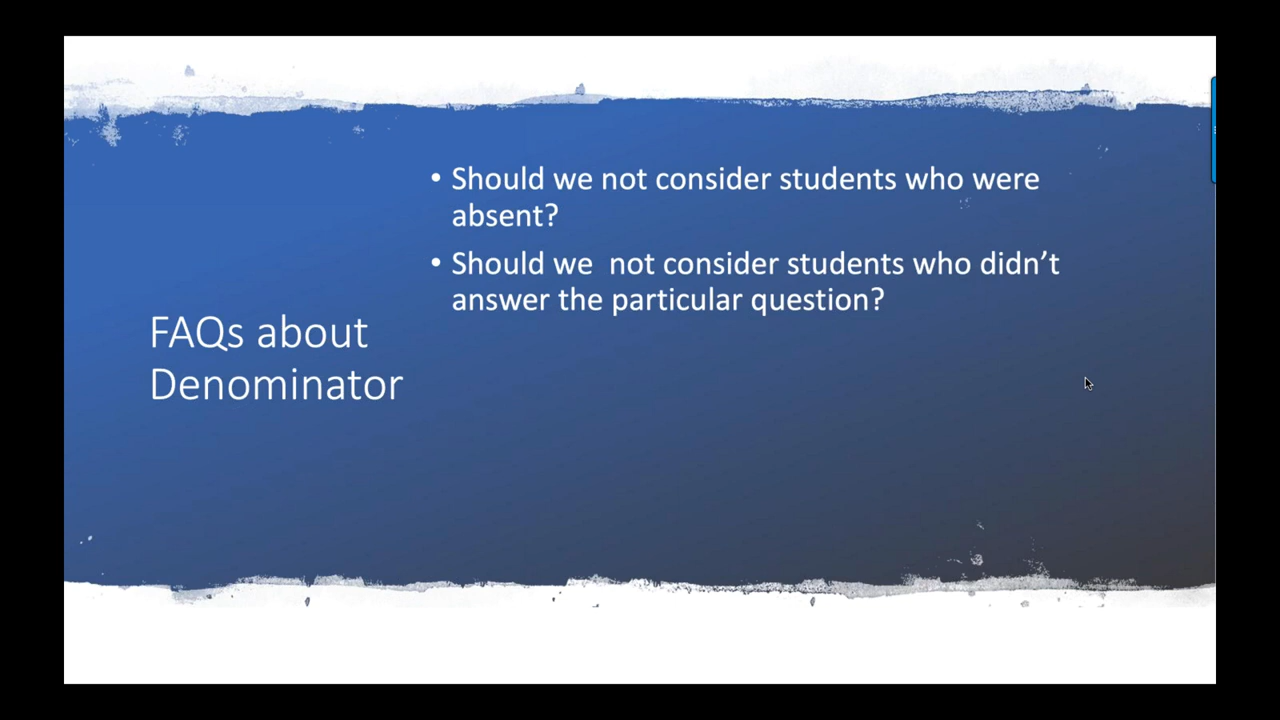 FAQs about
Denominator
• Should we not consider students who were
absent?
• Should we  not consider students who didn’t
answer the particular question?